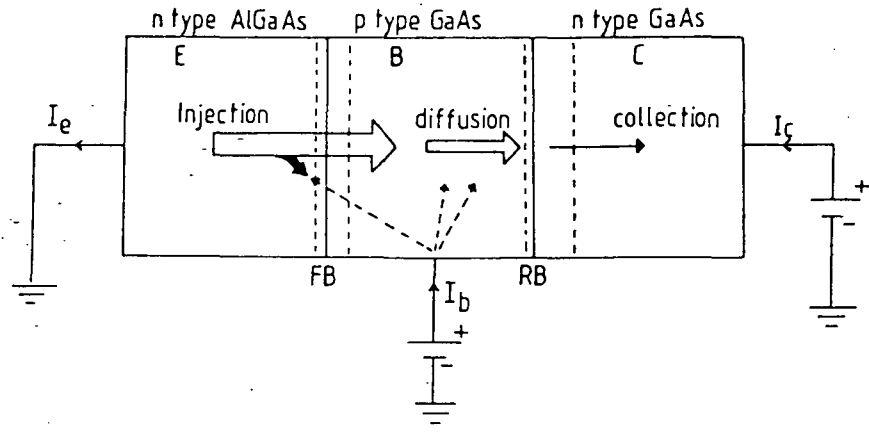 n type AlGaAs p type GaAs n type GaAs
E B C
Injection diffusion collection
I_e I_c
+
-
FB RB
I_b
+
-